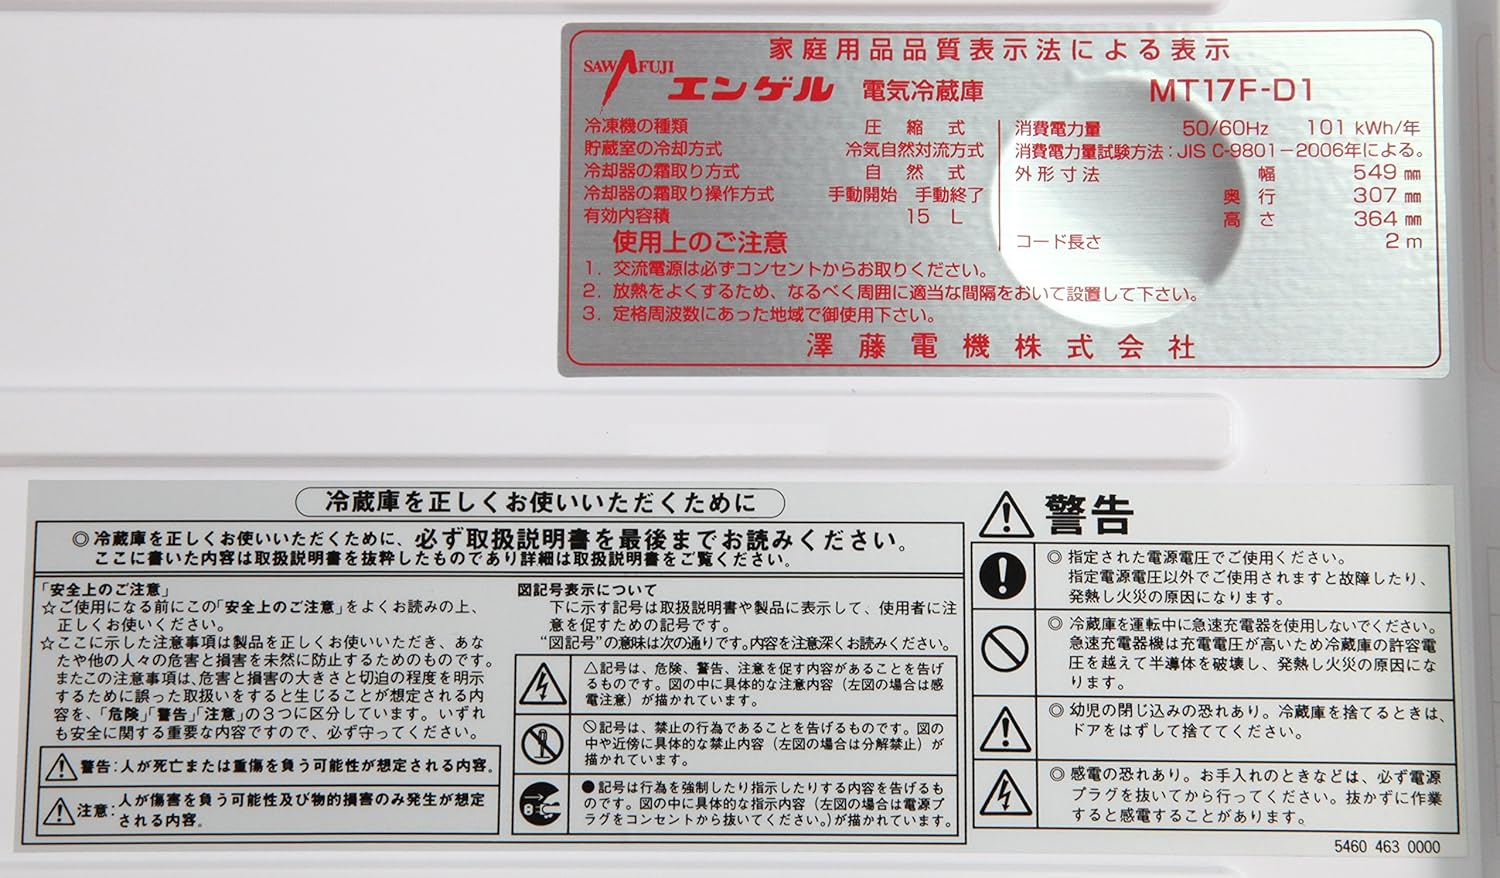 家庭用品品質表示法による表示
SAWAFUJI
エンゲル 電気冷蔵庫 MT17F-D1
冷凍機の種類 圧縮式
貯蔵室の冷却方式 冷気自然対流方式
冷却器の霜取り方式 自然式
冷却器の霜取り操作方式 手動開始 手動終了
有効内容積 15 L
消費電力量 50/60Hz 101 kWh/年
消費電力量試験方法:JIS C-9801-2006年による。
外形寸法 幅 549 mm
奥行 307 mm
高さ 364 mm
コード長さ 2 m
使用上のご注意
1. 交流電源は必ずコンセントからお取りください。
2. 放熱をよくするため、なるべく周囲に適当な間隔をおいて設置して下さい。
3. 定格周波数にあった地域で御使用下さい。
澤藤電機株式会社
冷蔵庫を正しくお使いいただくために
◎冷蔵庫を正しくお使いいただくために、必ず取扱説明書を最後までお読みください。
ここに書いた内容は取扱説明書を抜粋したものであり詳細は取扱説明書をご覧ください。
「安全上のご注意」
☆ご使用になる前にこの「安全上のご注意」をよくお読みの上、
正しくお使いください。
☆ここに示した注意事項は製品を正しくお使いいただき、あな
たや他の人々の危害と損害を未然に防止するためのものです。
またこの注意事項は、危害と損害の大きさと切迫の程度を明示
するために誤った取扱いをすると生じることが想定される内
容を、「危険」「警告」「注意」の3つに区分しています。いずれ
も安全に関する重要な内容ですので、必ず守ってください。
警告:人が死亡または重傷を負う可能性が想定される内容。
注意:人が傷害を負う可能性及び物的損害のみ発生が想定
される内容。
図記号表示について
下に示す記号は取扱説明書や製品に表示して、使用者に注
意を促すための記号です。
“図記号”の意味は次の通りです。内容を注意深くお読みください。
△記号は、危険、警告、注意を促す内容があることを告げ
るものです。図の中に具体的な注意内容(左図の場合は感
電注意)が描かれています。
🛇記号は、禁止の行為であることを告げるものです。図の
中や近傍に具体的な禁止内容(左図の場合は分解禁止)が
描かれています。
●記号は行為を強制したり指示したりする内容を告げるも
のです。図の中に具体的な指示内容(左図の場合は電源プ
ラグをコンセントから抜いてください。)が描かれています。
警告
◎指定された電源電圧でご使用ください。
指定電源電圧以外でご使用されますと故障したり、
発熱し火災の原因になります。
◎冷蔵庫を運転中に急速充電器を使用しないでください。
急速充電器機は充電電圧が高いため冷蔵庫の許容電
圧を越えて半導体を破壊し、発熱し火災の原因にな
ります。
◎幼児の閉じ込みの恐れあり。冷蔵庫を捨てるときは、
ドアをはずして捨ててください。
◎感電の恐れあり。お手入れのときなどは、必ず電源
プラグを抜いてから行ってください。抜かずに作業
すると感電することがあります。
5460 463 0000